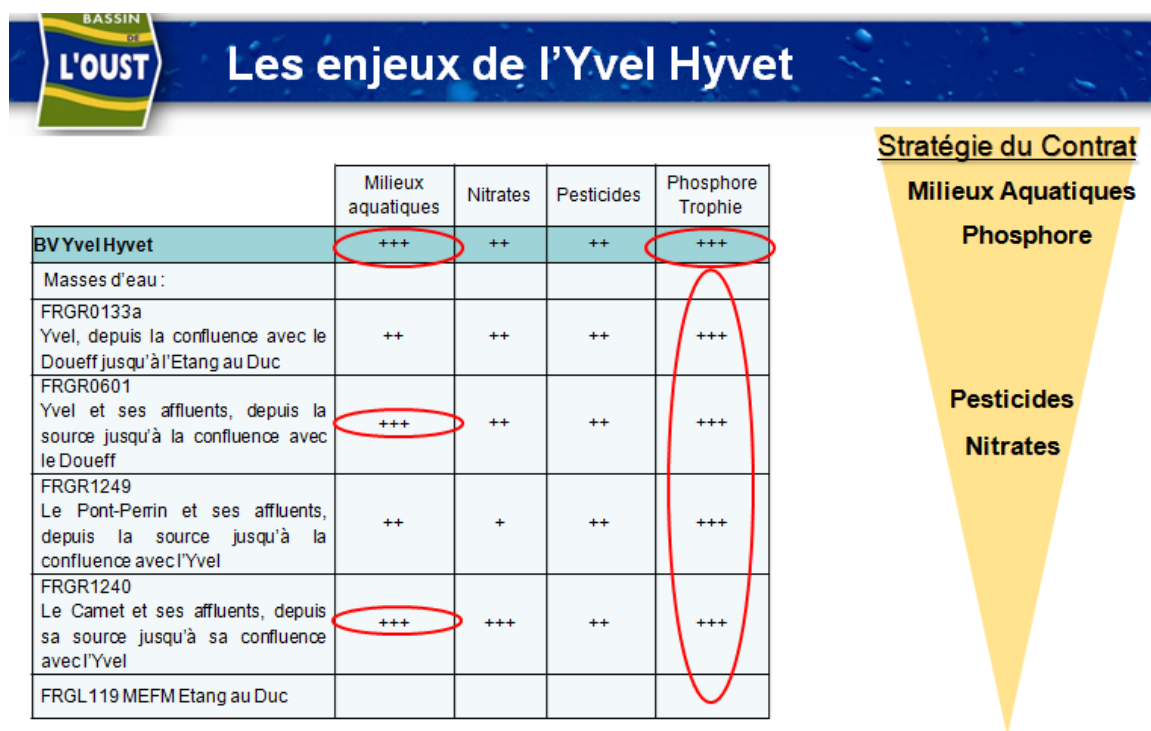 BASSIN
DE
L'OUST
Les enjeux de l'Yvel Hyvet
Stratégie du Contrat
Milieux Aquatiques
Phosphore
Pesticides
Nitrates
Milieux aquatiques Nitrates Pesticides Phosphore Trophie
BV Yvel Hyvet +++ ++ ++ +++
Masses d'eau :
FRGR0133a
Yvel, depuis la confluence avec le
Doueff jusqu'à l'Etang au Duc
++ ++ ++ +++
FRGR0601
Yvel et ses affluents, depuis la
source jusqu'à la confluence avec
le Doueff
+++ ++ ++ +++
FRGR1249
Le Pont-Perrin et ses affluents,
depuis la source jusqu'à la
confluence avec l'Yvel
++ + ++ +++
FRGR1240
Le Camet et ses affluents, depuis
sa source jusqu'à sa confluence
avec l'Yvel
+++ +++ ++ +++
FRGL119 MEFM Etang au Duc